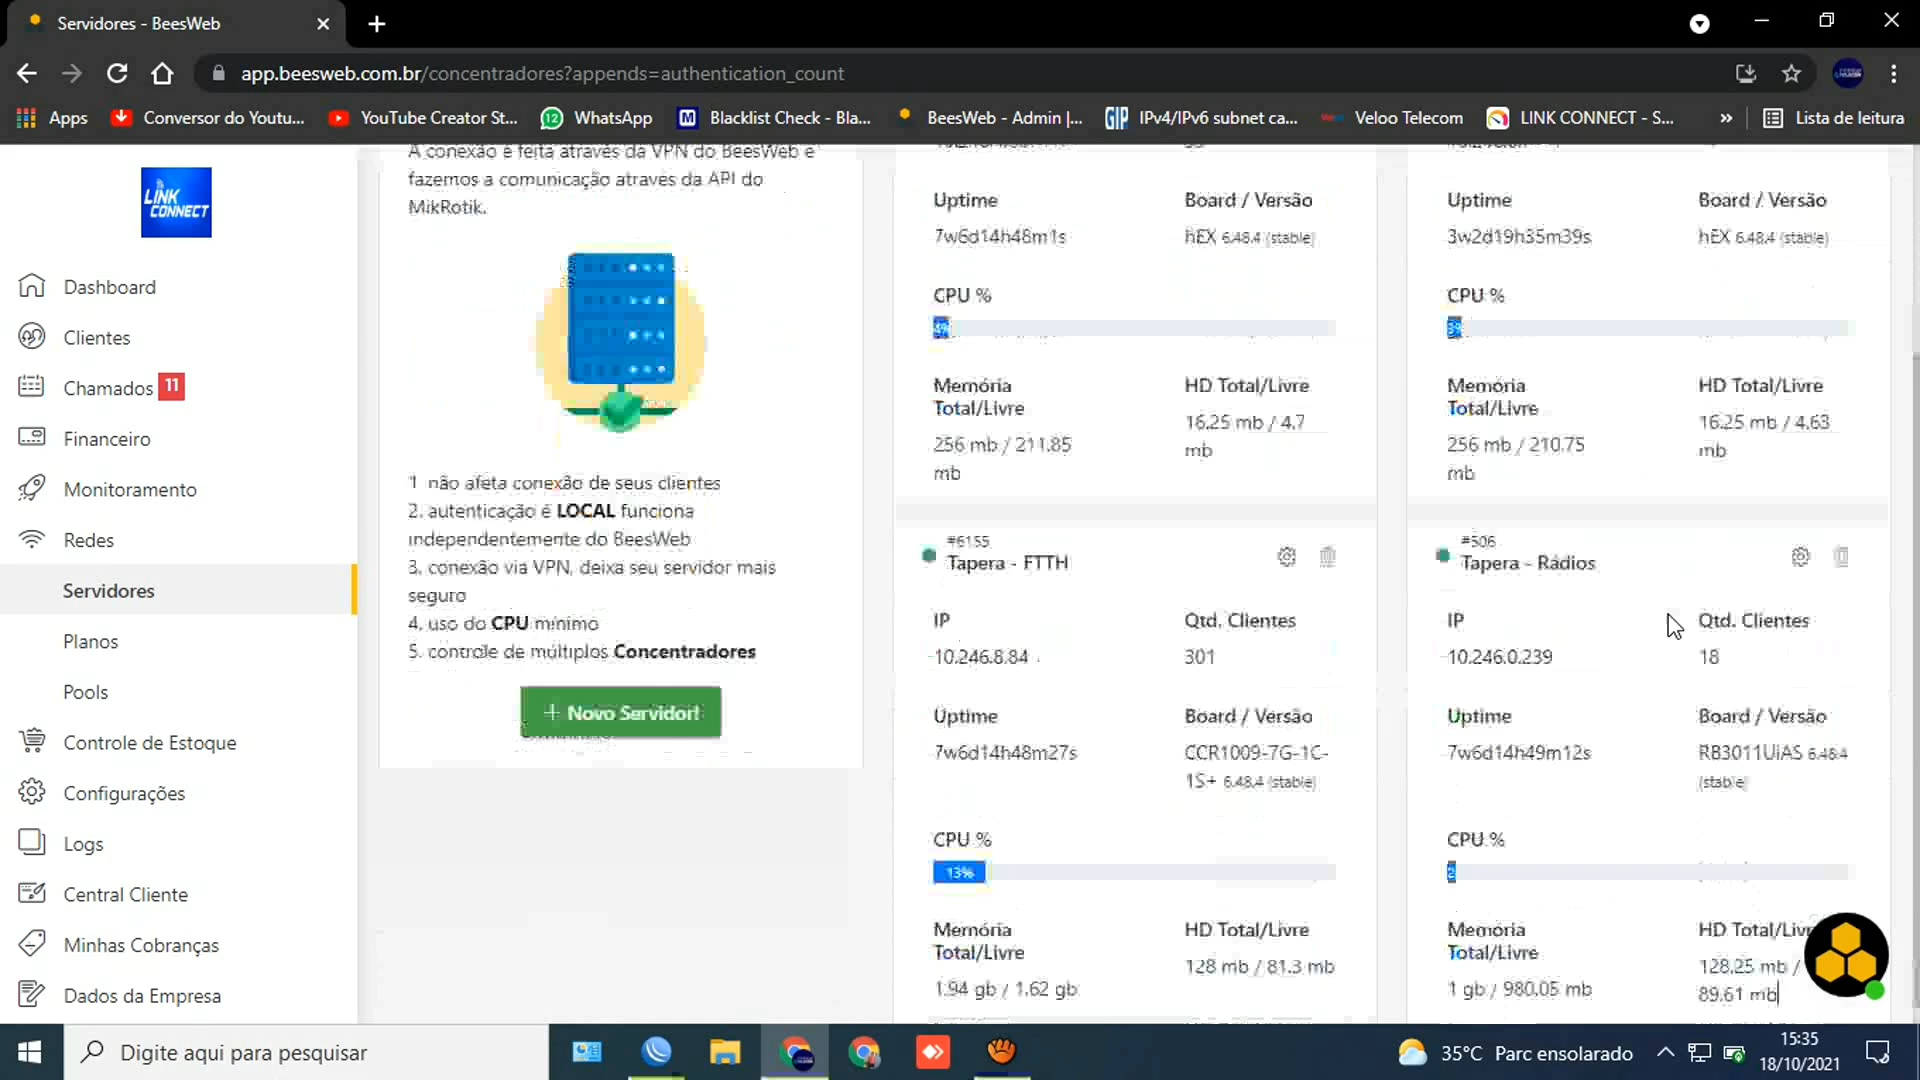 Servidores - BeesWeb
app.beesweb.com.br/concentradores?appends=authentication_count
Apps
Conversor do Youtu...
YouTube Creator St...
12
WhatsApp
M
Blacklist Check - Bla...
BeesWeb - Admin |...
GIP
IPv4/IPv6 subnet ca...
Veloo Telecom
LINK CONNECT - S...
»
Lista de leitura
LINK
CONNECT
Dashboard
Clientes
Chamados 11
Financeiro
Monitoramento
Redes
Servidores
Planos
Pools
Controle de Estoque
Configurações
Logs
Central Cliente
Minhas Cobranças
Dados da Empresa
A conexão é feita através da VPN do BeesWeb e
fazemos a comunicação através da API do
MikRotik.
1 não afeta conexão de seus clientes
2. autenticação é LOCAL funciona
independentemente do BeesWeb
3. conexão via VPN, deixa seu servidor mais
seguro
4. uso do CPU mínimo
5. controle de múltiplos Concentradores
+ Novo Servidor!
Uptime
Board / Versão
7w6d14h48m1s
hEX 6.48.4 (stable)
CPU %
4%
Memória
Total/Livre
HD Total/Livre
256 mb / 211.85
mb
16.25 mb / 4.7
mb
Uptime
Board / Versão
3w2d19h35m39s
hEX 6.48.4 (stable)
CPU %
3%
Memória
Total/Livre
HD Total/Livre
256 mb / 210.75
mb
16.25 mb / 4.63
mb
#6155
Tapera - FTTH
IP
Qtd. Clientes
10.246.8.84
301
Uptime
Board / Versão
7w6d14h48m27s
CCR1009-7G-1C-
1S+ 6.48.4 (stable)
CPU %
13%
Memória
Total/Livre
HD Total/Livre
128 mb / 81.3 mb
1.94 gb / 1.62 gb
#506
Tapera - Rádios
IP
Qtd. Clientes
10.246.0.239
18
Uptime
Board / Versão
7w6d14h49m12s
RB3011UiAS 6.48.4
(stable)
CPU %
2
Memória
Total/Livre
HD Total/Livr
128.25 mb /
89.61 mb
1 gb / 980.05 mb
Digite aqui para pesquisar
35°C Parc ensolarado
15:35
18/10/2021